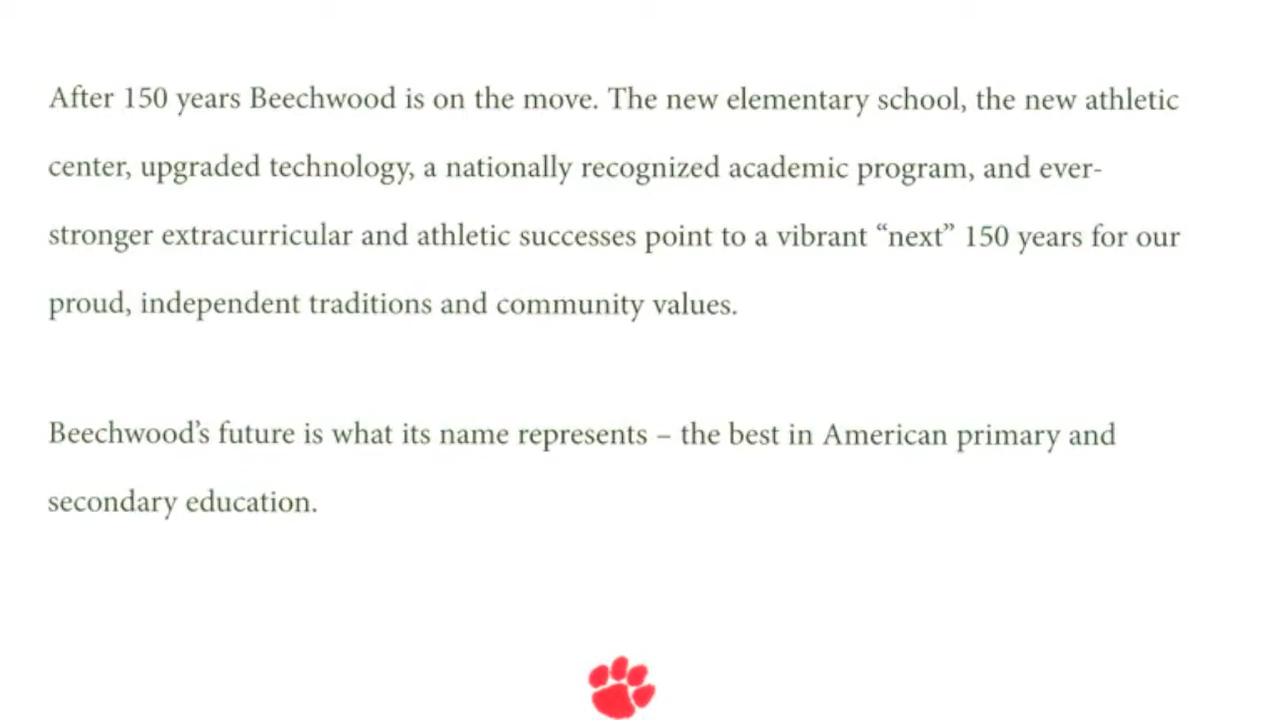 After 150 years Beechwood is on the move. The new elementary school, the new athletic
center, upgraded technology, a nationally recognized academic program, and ever-
stronger extracurricular and athletic successes point to a vibrant “next” 150 years for our
proud, independent traditions and community values.
Beechwood’s future is what its name represents – the best in American primary and
secondary education.